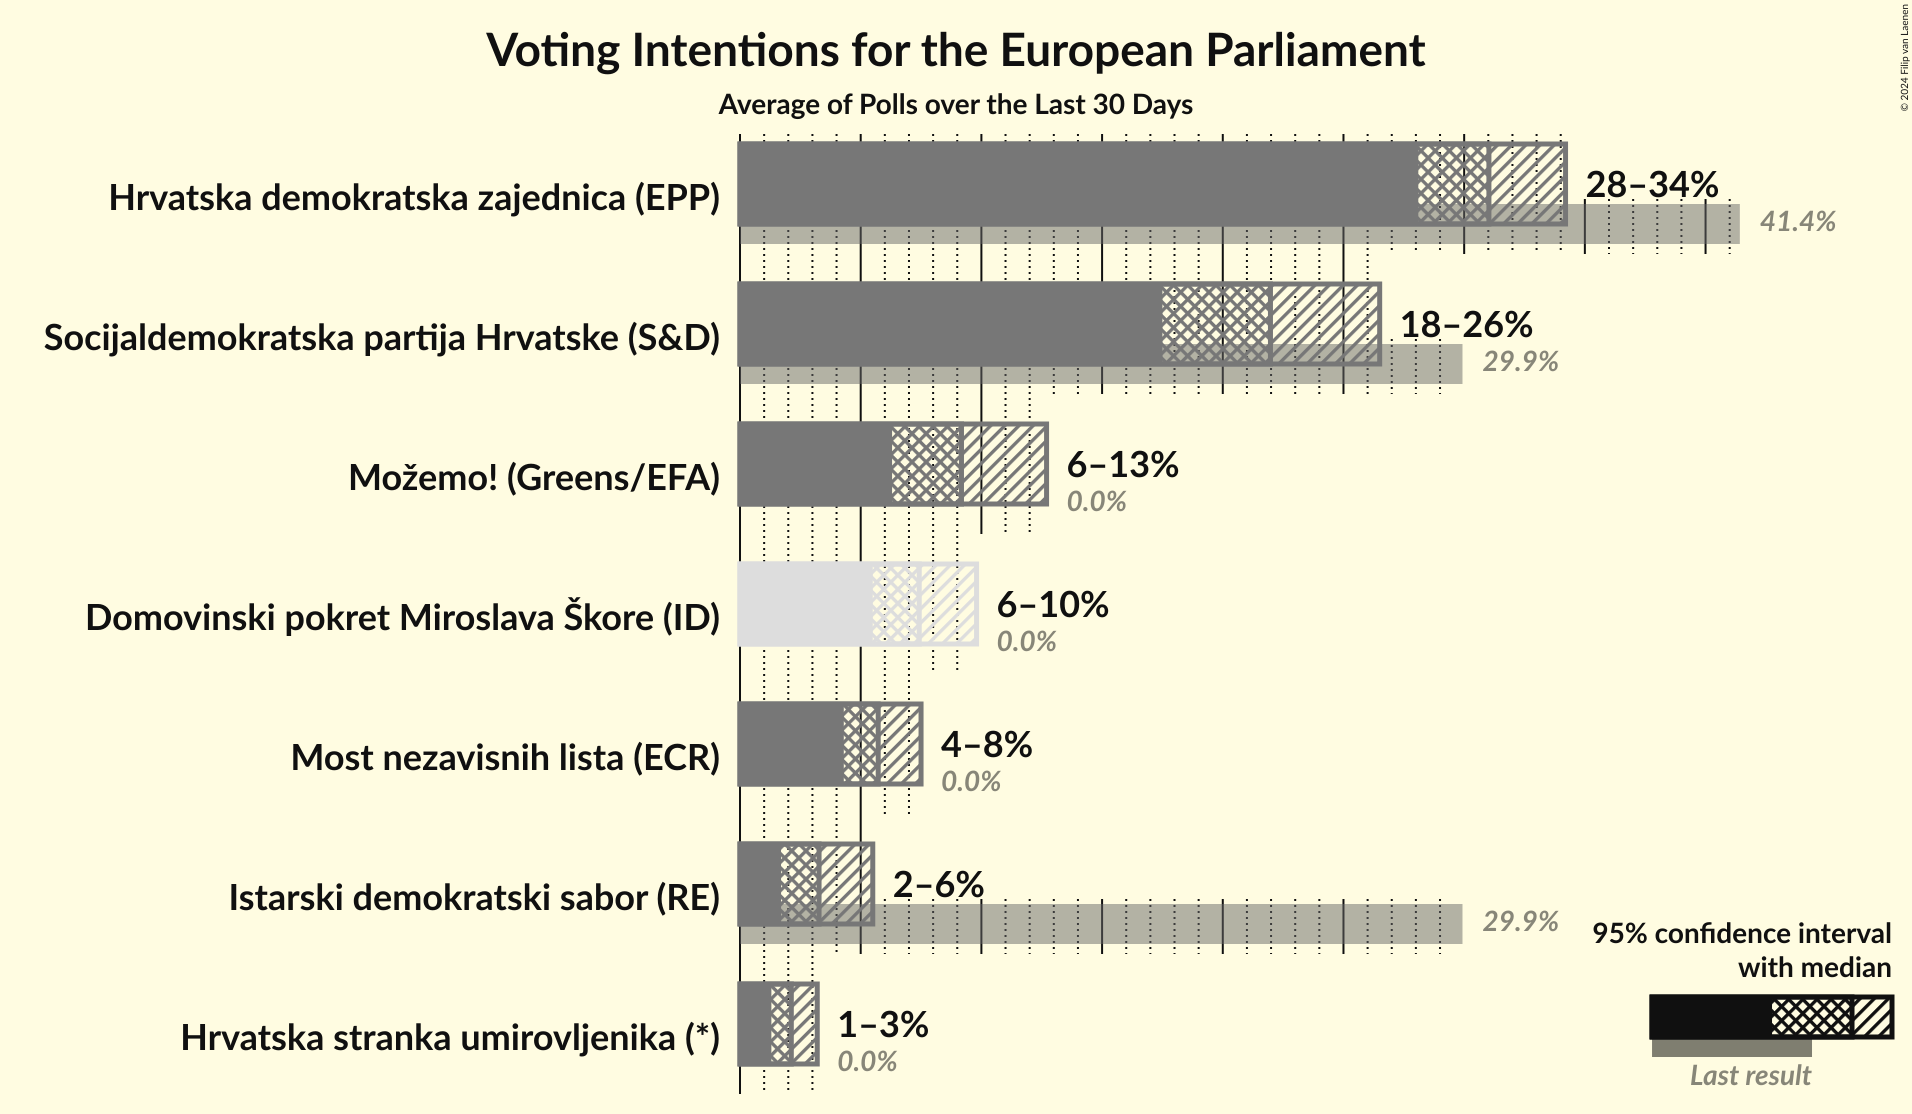 Voting Intentions for the European Parliament
Average of Polls over the Last 30 Days
© 2024 Filip van Laenen
Hrvatska demokratska zajednica (EPP)
28–34%
41.4%
Socijaldemokratska partija Hrvatske (S&D)
18–26%
29.9%
Možemo! (Greens/EFA)
6–13%
0.0%
Domovinski pokret Miroslava Škore (ID)
6–10%
0.0%
Most nezavisnih lista (ECR)
4–8%
0.0%
Istarski demokratski sabor (RE)
2–6%
29.9%
Hrvatska stranka umirovljenika (*)
1–3%
0.0%
95% confidence interval
with median
Last result